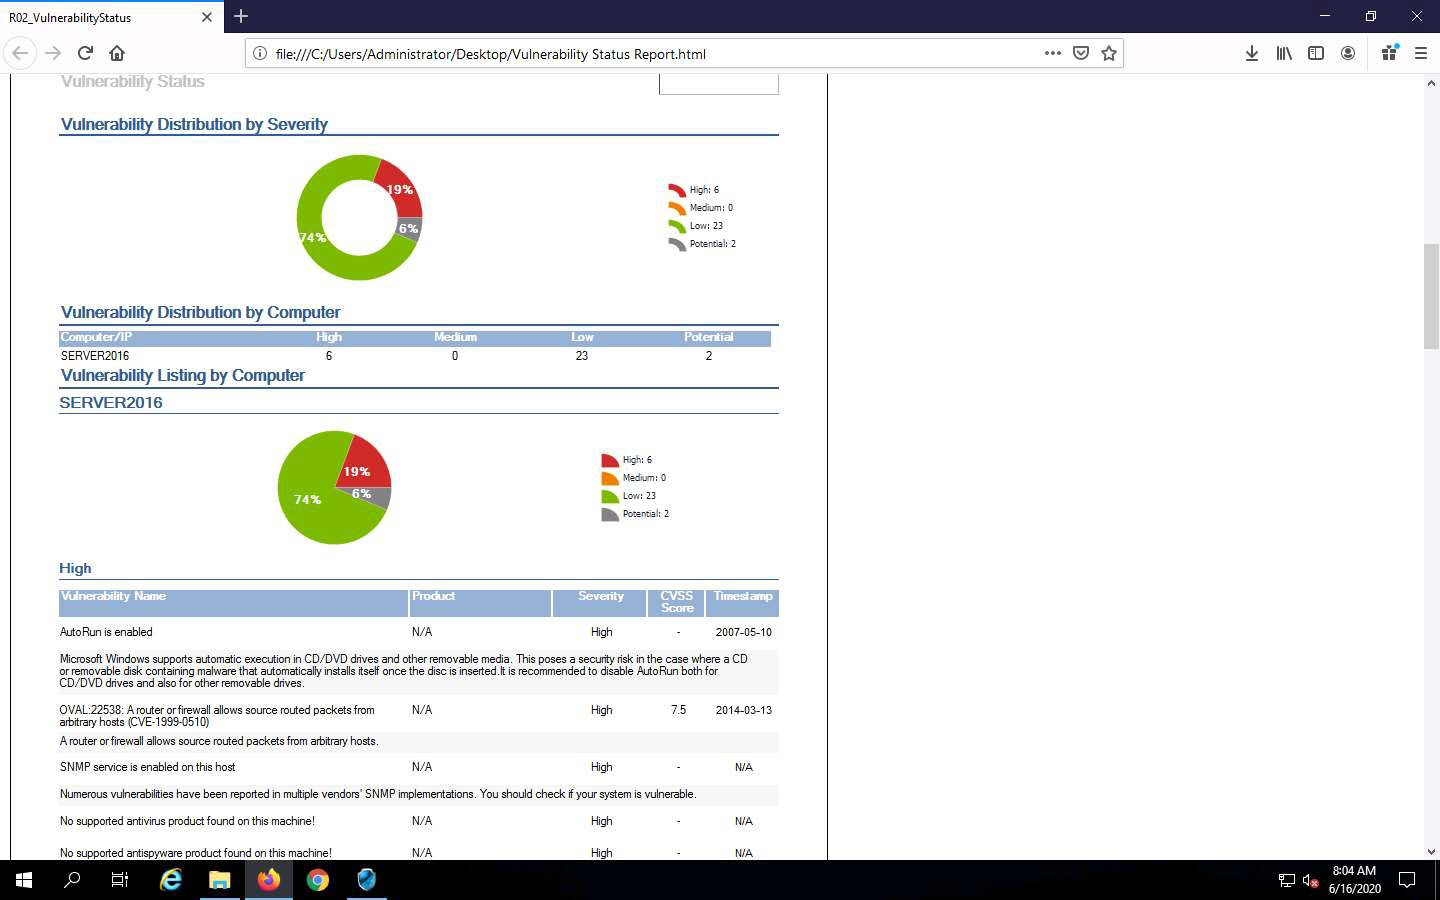 R02_VulnerabilityStatus
file:///C:/Users/Administrator/Desktop/Vulnerability Status Report.html
Vulnerability Status
Vulnerability Distribution by Severity
19%
6%
74%
High: 6
Medium: 0
Low: 23
Potential: 2
Vulnerability Distribution by Computer
Computer/IP High Medium Low Potential
SERVER2016 6 0 23 2
Vulnerability Listing by Computer
SERVER2016
19%
6%
74%
High: 6
Medium: 0
Low: 23
Potential: 2
High
Vulnerability Name Product Severity CVSS Score Timestamp
AutoRun is enabled N/A High - 2007-05-10
Microsoft Windows supports automatic execution in CD/DVD drives and other removable media. This poses a security risk in the case where a CD
or removable disk containing malware that automatically installs itself once the disc is inserted.It is recommended to disable AutoRun both for
CD/DVD drives and also for other removable drives.
OVAL:22538: A router or firewall allows source routed packets from N/A High 7.5 2014-03-13
arbitrary hosts (CVE-1999-0510)
A router or firewall allows source routed packets from arbitrary hosts.
SNMP service is enabled on this host N/A High - N/A
Numerous vulnerabilities have been reported in multiple vendors' SNMP implementations. You should check if your system is vulnerable.
No supported antivirus product found on this machine! N/A High - N/A
No supported antispyware product found on this machine! N/A High - N/A
8:04 AM
6/16/2020